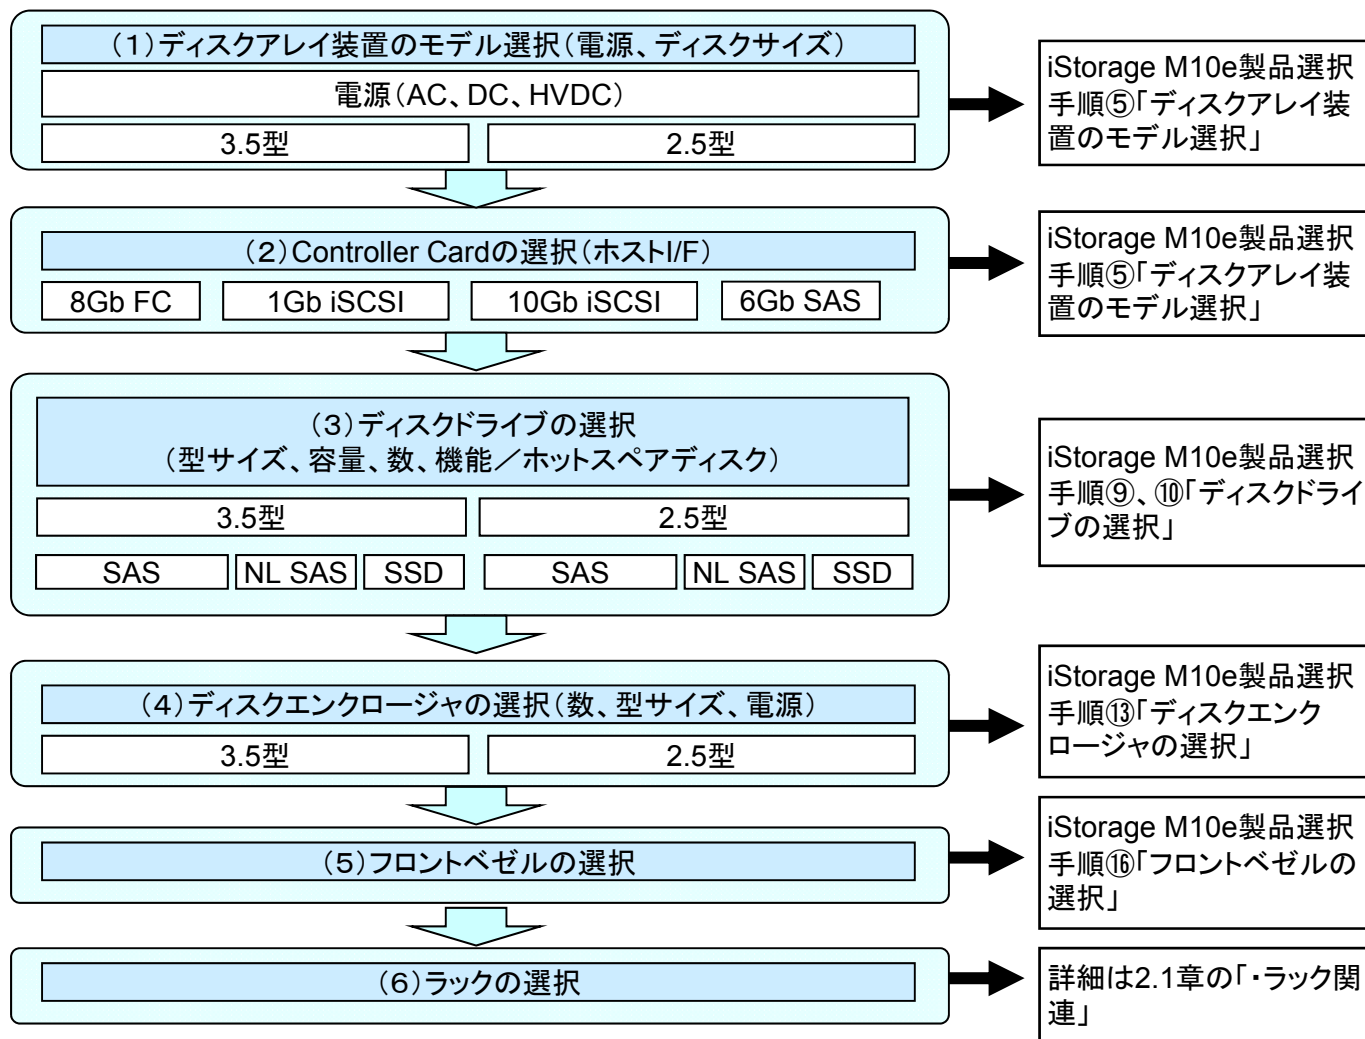 (1)ディスクアレイ装置のモデル選択(電源、ディスクサイズ)
電源(AC、DC、HVDC)
3.5型
2.5型
iStorage M10e製品選択
手順⑤「ディスクアレイ装
置のモデル選択」
(2)Controller Cardの選択(ホストI/F)
8Gb FC
1Gb iSCSI
10Gb iSCSI
6Gb SAS
iStorage M10e製品選択
手順⑤「ディスクアレイ装
置のモデル選択」
(3)ディスクドライブの選択
(型サイズ、容量、数、機能/ホットスペアディスク)
3.5型
2.5型
SAS
NL SAS
SSD
SAS
NL SAS
SSD
iStorage M10e製品選択
手順⑨、⑩「ディスクドライ
ブの選択」
(4)ディスクエンクロージャの選択(数、型サイズ、電源)
3.5型
2.5型
iStorage M10e製品選択
手順⑬「ディスクエンク
ロージャの選択」
(5)フロントベゼルの選択
iStorage M10e製品選択
手順⑯「フロントベゼルの
選択」
(6)ラックの選択
詳細は2.1章の「・ラック関
連」